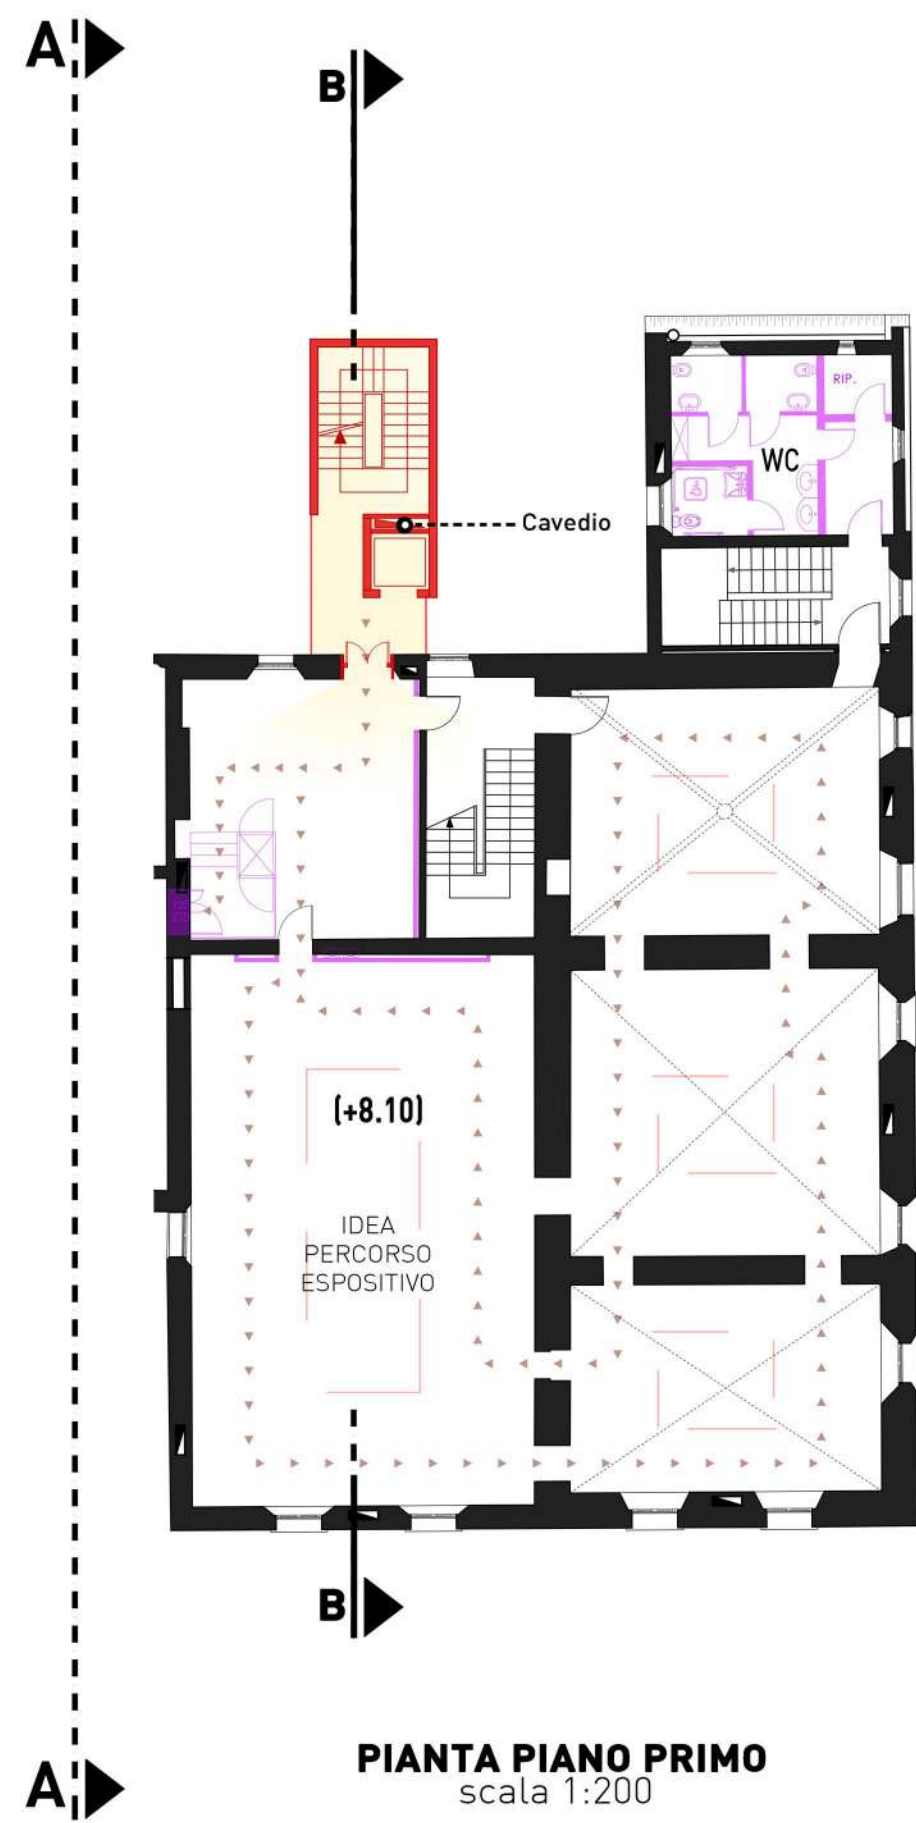 A
B
RIP.
WC
Cavedio
(+8.10)
IDEA
PERCORSO
ESPOSITIVO
B
A
PIANTA PIANO PRIMO
scala 1:200